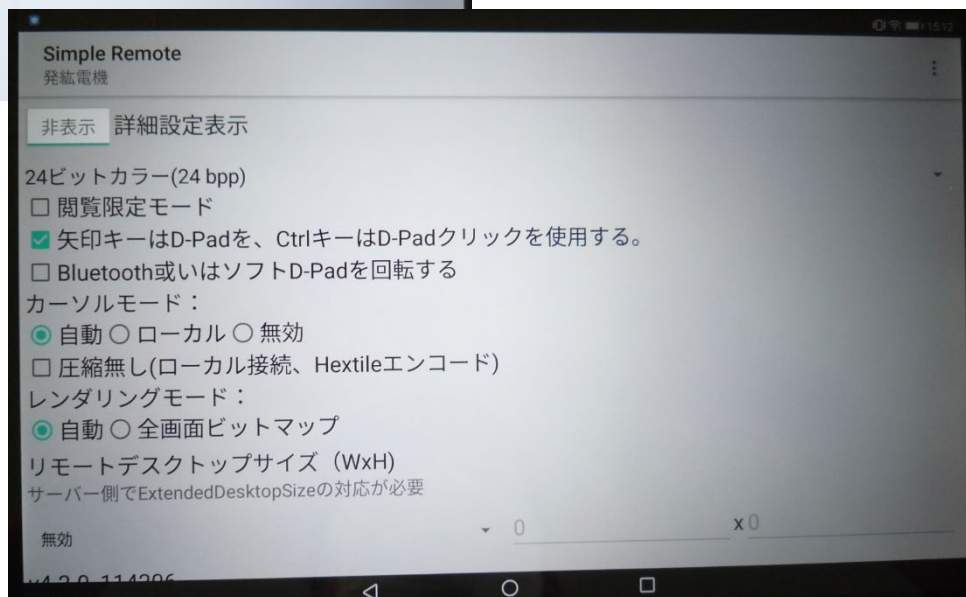 15:12
Simple Remote
発紘電機
非表示 詳細設定表示
24ビットカラー(24 bpp)
閲覧限定モード
矢印キーはD-Padを、CtrlキーはD-Padクリックを使用する。
Bluetooth或いはソフトD-Padを回転する
カーソルモード：
自動 ローカル 無効
圧縮無し(ローカル接続、Hextileエンコード)
レンダリングモード：
自動 全画面ビットマップ
リモートデスクトップサイズ（WxH)
サーバー側でExtendedDesktopSizeの対応が必要
無効 0 x 0